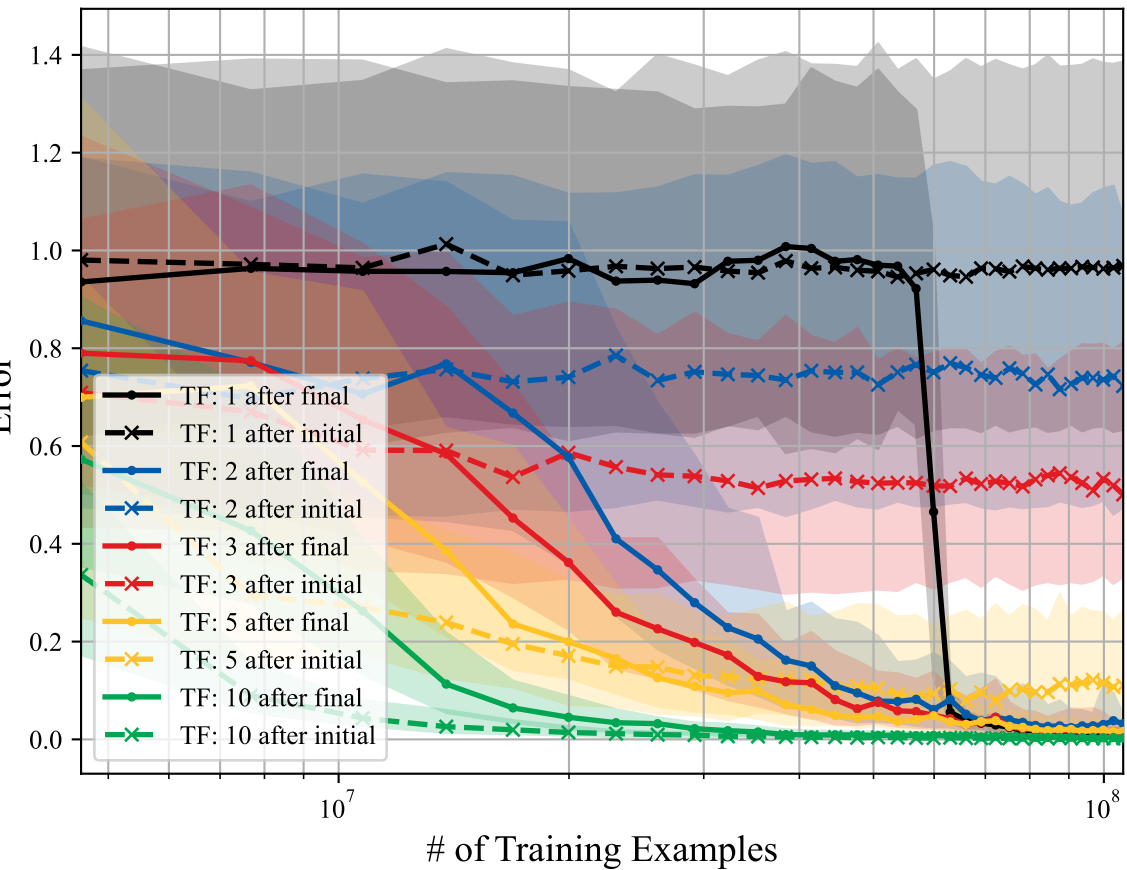 1.4
1.2
1.0
0.8
0.6
0.4
0.2
0.0
Error
TF: 1 after final
TF: 1 after initial
TF: 2 after final
TF: 2 after initial
TF: 3 after final
TF: 3 after initial
TF: 5 after final
TF: 5 after initial
TF: 10 after final
TF: 10 after initial
10⁷
10⁸
# of Training Examples